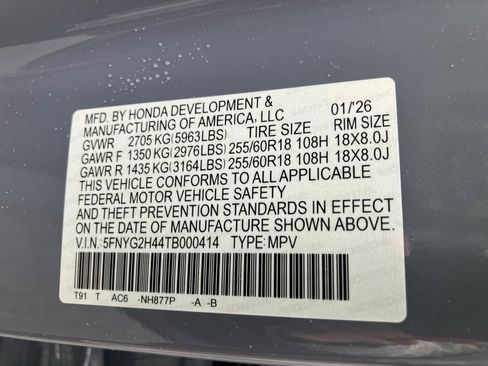 MFD. BY HONDA DEVELOPMENT &
MANUFACTURING OF AMERICA, LLC 01/'26
GVWR 2705 KG(5963LBS) TIRE SIZE RIM SIZE
GAWR F 1350 KG(2976LBS) 255/60R18 108H 18X8.0J
GAWR R 1435 KG(3164LBS) 255/60R18 108H 18X8.0J
THIS VEHICLE CONFORMS TO ALL APPLICABLE
FEDERAL MOTOR VEHICLE SAFETY
AND THEFT PREVENTION STANDARDS IN EFFECT
ON THE DATE OF MANUFACTURE SHOWN ABOVE.
V.I.N.: 5FNYG2H44TB000414 TYPE: MPV
T91 T AC6 -NH877P -A -B